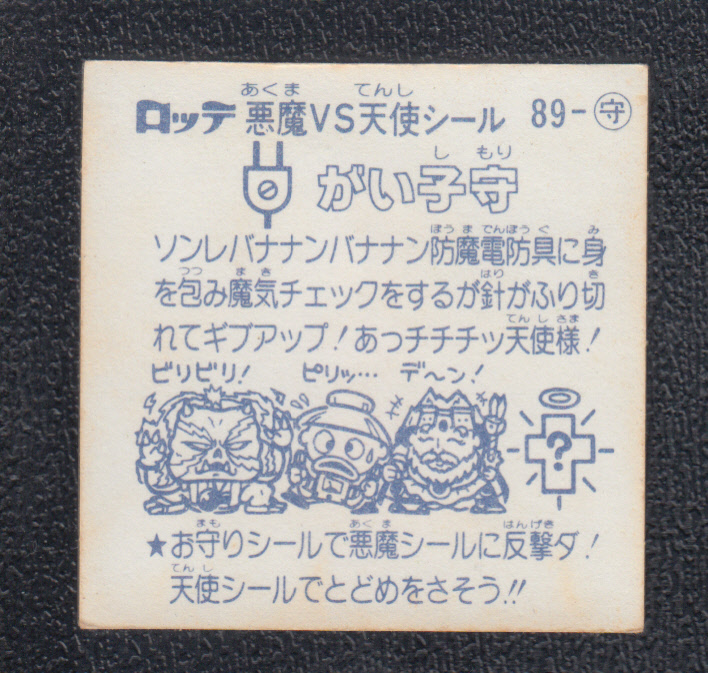 ロッテ 悪魔VS天使シール 89-守
がい子守
ソンレバナナンバナナン防魔電防具に身
を包み魔気チェックをするが針がふり切
れてギブアップ！あっチチチッ天使様！
ビリビリ！ ピリッ… デ〜ン！
?
★お守りシールで悪魔シールに反撃ダ！
天使シールでとどめをさそう!!